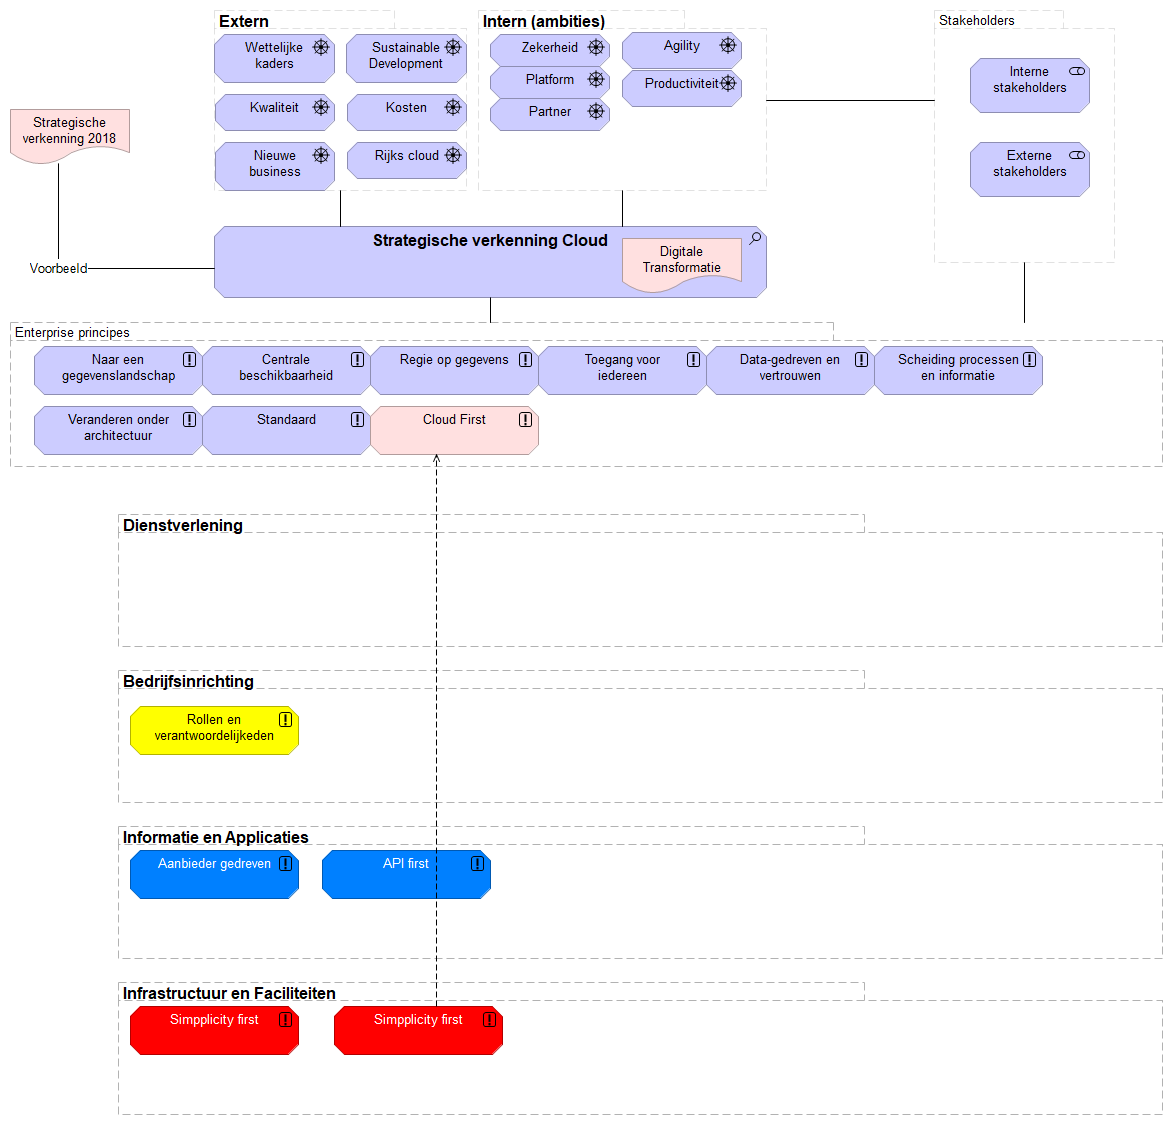 Extern
Wettelijke
kaders
Sustainable
Development
Kwaliteit
Kosten
Nieuwe
business
Rijks cloud
Intern (ambities)
Zekerheid
Agility
Platform
Productiviteit
Partner
Stakeholders
Interne
stakeholders
Externe
stakeholders
Strategische
verkenning 2018
Voorbeeld
Strategische verkenning Cloud
Digitale
Transformatie
Enterprise principes
Naar een
gegevenslandschap
Centrale
beschikbaarheid
Regie op gegevens
Toegang voor
iedereen
Data-gedreven en
vertrouwen
Scheiding processen
en informatie
Veranderen onder
architectuur
Standaard
Cloud First
Dienstverlening
Bedrijfsinrichting
Rollen en
verantwoordelijkeden
Informatie en Applicaties
Aanbieder gedreven
API first
Infrastructuur en Faciliteiten
Simpplicity first
Simpplicity first